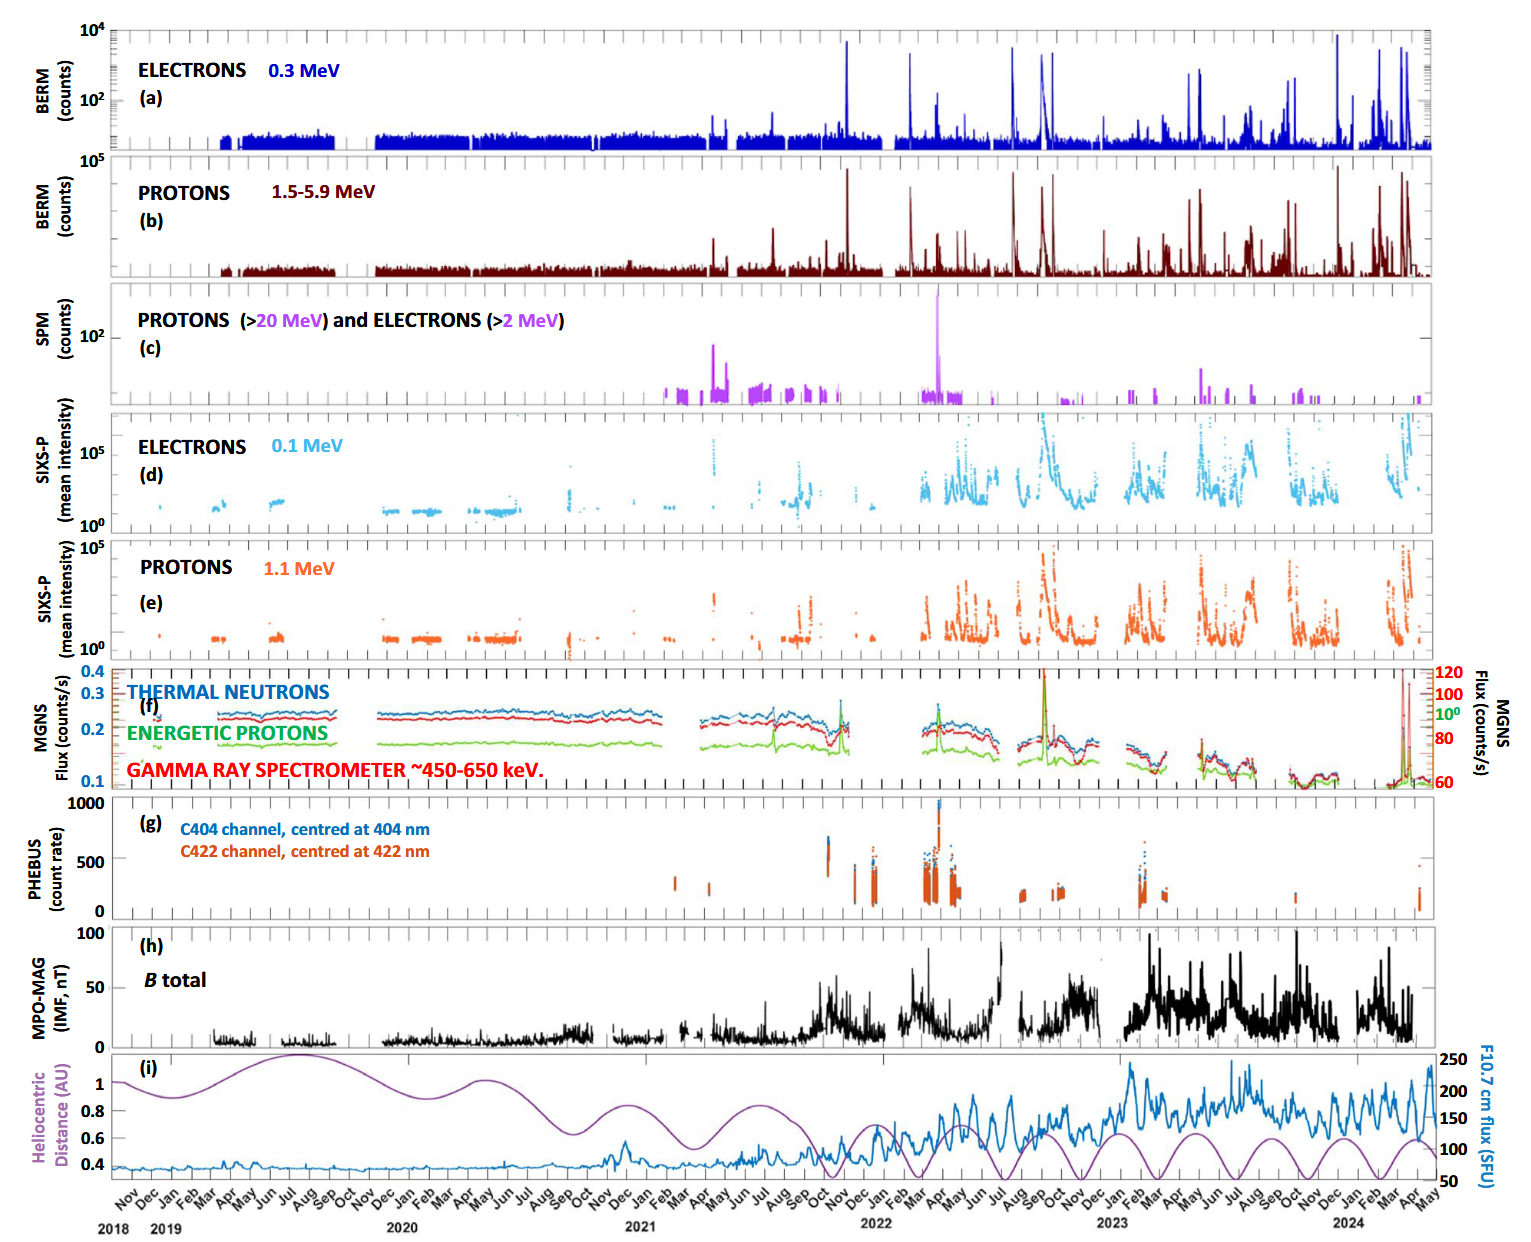 BERM
(counts)
10⁴
10²
ELECTRONS 0.3 MeV
(a)
BERM
(counts)
10⁵
PROTONS 1.5-5.9 MeV
(b)
SPM
(counts)
10²
PROTONS (>20 MeV) and ELECTRONS (>2 MeV)
(c)
SIXS-P
(mean intensity)
10⁵
10⁰
ELECTRONS 0.1 MeV
(d)
SIXS-P
(mean intensity)
10⁵
10⁰
PROTONS 1.1 MeV
(e)
MGNS
Flux (counts/s)
0.4
0.3
0.2
0.1
THERMAL NEUTRONS
(f)
ENERGETIC PROTONS
GAMMA RAY SPECTROMETER ~450-650 keV.
120
100
10⁰
80
60
Flux (counts/s)
MGNS
PHEBUS
(count rate)
1000
500
0
(g)
C404 channel, centred at 404 nm
C422 channel, centred at 422 nm
MPO-MAG
(IMF, nT)
100
50
0
(h)
B total
Heliocentric
Distance (AU)
1
0.8
0.6
0.4
(i)
250
200
150
100
50
F10.7 cm flux (SFU)
Nov Dec Jan Feb Mar Apr May Jun Jul Aug Sep Oct Nov Dec Jan Feb Mar Apr May Jun Jul Aug Sep Oct Nov Dec Jan Feb Mar Apr May Jun Jul Aug Sep Oct Nov Dec Jan Feb Mar Apr May Jun Jul Aug Sep Oct Nov Dec Jan Feb Mar Apr May Jun Jul Aug Sep Oct Nov Dec Jan Feb Mar Apr May
2018 2019 2020 2021 2022 2023 2024